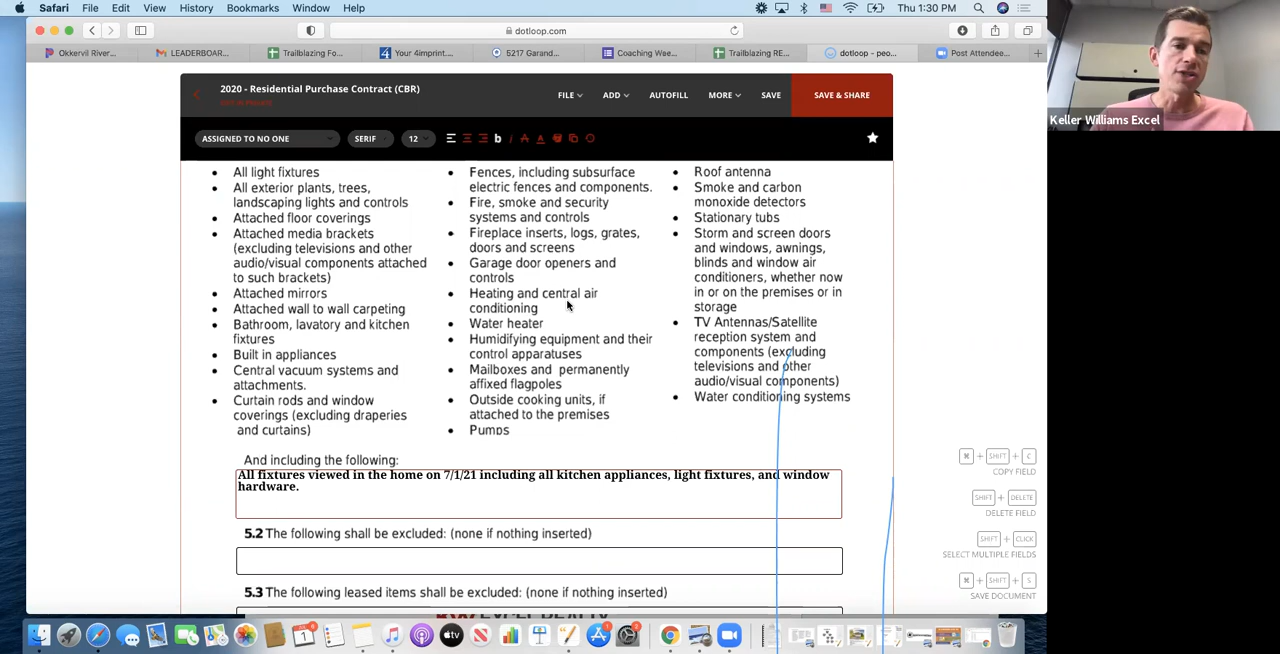 Safari File Edit View History Bookmarks Window Help Thu 1:30 PM
dotloop.com
Okkervil River... LEADERBOAR... Trailblazing Fo... Your 4imprint.... 5217 Garand... Coaching Wee... Trailblazing RE... dotloop - peo... Post Attendee...
2020 - Residential Purchase Contract (CBR)
FILE ADD AUTOFILL MORE SAVE SAVE & SHARE
ASSIGNED TO NO ONE SERIF 12
Keller Williams Excel
• All light fixtures
• All exterior plants, trees,
landscaping lights and controls
• Attached floor coverings
• Attached media brackets
(excluding televisions and other
audio/visual components attached
to such brackets)
• Attached mirrors
• Attached wall to wall carpeting
• Bathroom, lavatory and kitchen
fixtures
• Built in appliances
• Central vacuum systems and
attachments.
• Curtain rods and window
coverings (excluding draperies
and curtains)
• Fences, including subsurface
electric fences and components.
• Fire, smoke and security
systems and controls
• Fireplace inserts, logs, grates,
doors and screens
• Garage door openers and
controls
• Heating and central air
conditioning
• Water heater
• Humidifying equipment and their
control apparatuses
• Mailboxes and permanently
affixed flagpoles
• Outside cooking units, if
attached to the premises
• Pumps
• Roof antenna
• Smoke and carbon
monoxide detectors
• Stationary tubs
• Storm and screen doors
and windows, awnings,
blinds and window air
conditioners, whether now
in or on the premises or in
storage
• TV Antennas/Satellite
reception system and
components (excluding
televisions and other
audio/visual components)
• Water conditioning systems
And including the following:
All fixtures viewed in the home on 7/1/21 including all kitchen appliances, light fixtures, and window
hardware.
5.2 The following shall be excluded: (none if nothing inserted)
5.3 The following leased items shall be excluded: (none if nothing inserted)
⌘ + SHIFT + C
COPY FIELD
SHIFT + DELETE
DELETE FIELD
SHIFT + CLICK
SELECT MULTIPLE FIELDS
⌘ + SHIFT + S
SAVE DOCUMENT